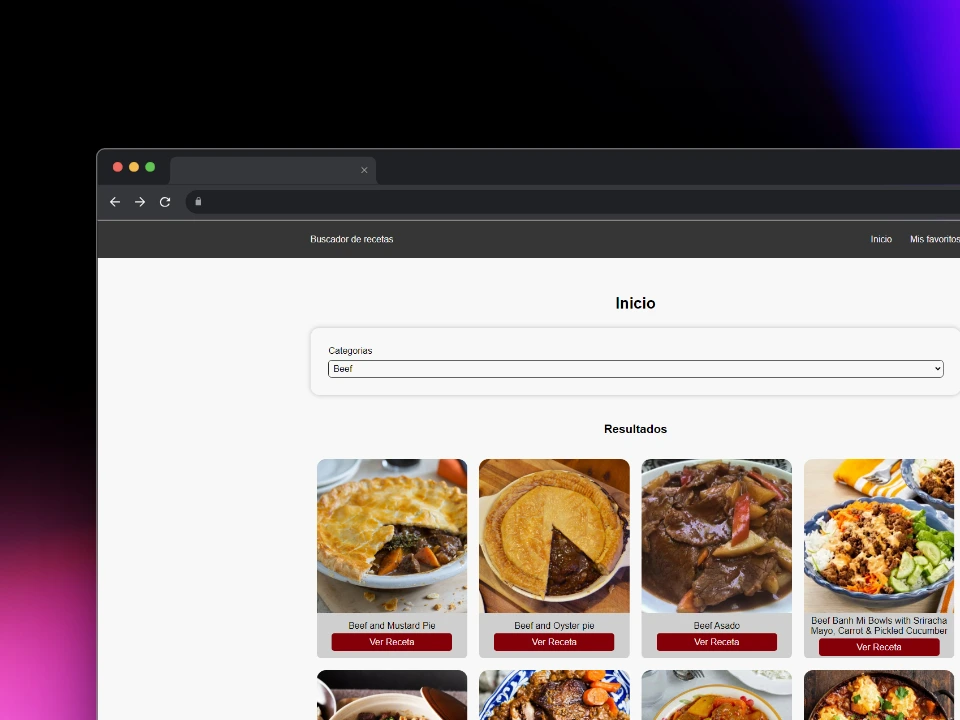 Buscador de recetas
Inicio
Mis favoritos
Inicio
Categorias
Beef
Resultados
Beef and Mustard Pie
Ver Receta
Beef and Oyster pie
Ver Receta
Beef Asado
Ver Receta
Beef Banh Mi Bowls with Sriracha
Mayo, Carrot & Pickled Cucumber
Ver Receta